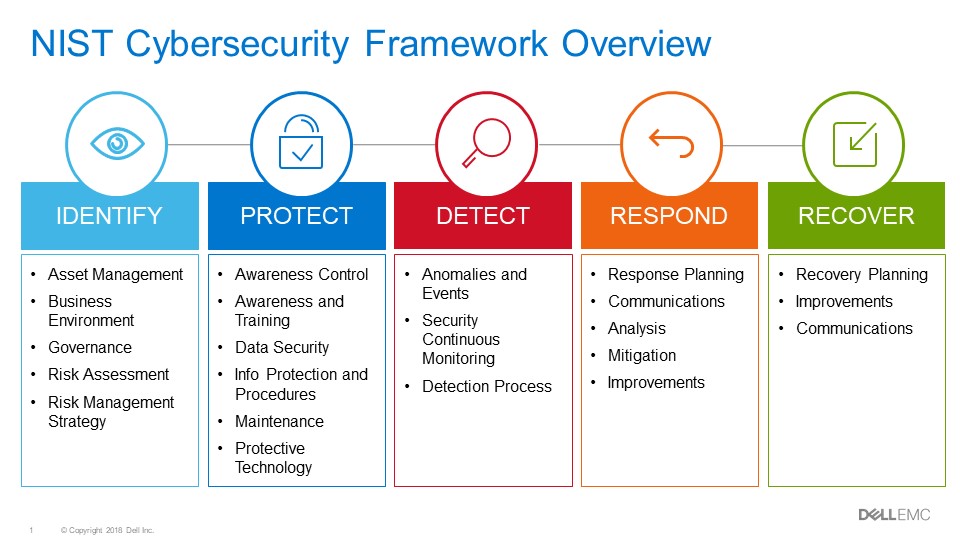 NIST Cybersecurity Framework Overview
IDENTIFY
• Asset Management
• Business
Environment
• Governance
• Risk Assessment
• Risk Management
Strategy
PROTECT
• Awareness Control
• Awareness and
Training
• Data Security
• Info Protection and
Procedures
• Maintenance
• Protective
Technology
DETECT
• Anomalies and
Events
• Security
Continuous
Monitoring
• Detection Process
RESPOND
• Response Planning
• Communications
• Analysis
• Mitigation
• Improvements
RECOVER
• Recovery Planning
• Improvements
• Communications
1 © Copyright 2018 Dell Inc.
DELLEMC